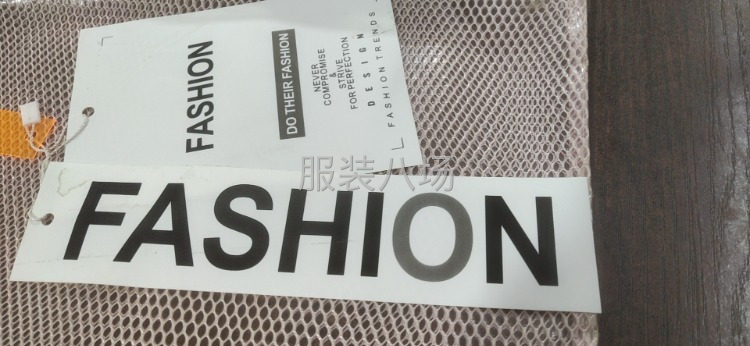 FASHION
DO THEIR FASHION
NEVER
COMPROMISE
&
STRIVE
FOR PERFECTION
DESIGN
FASHION TRENDS
服装八场
FASHION